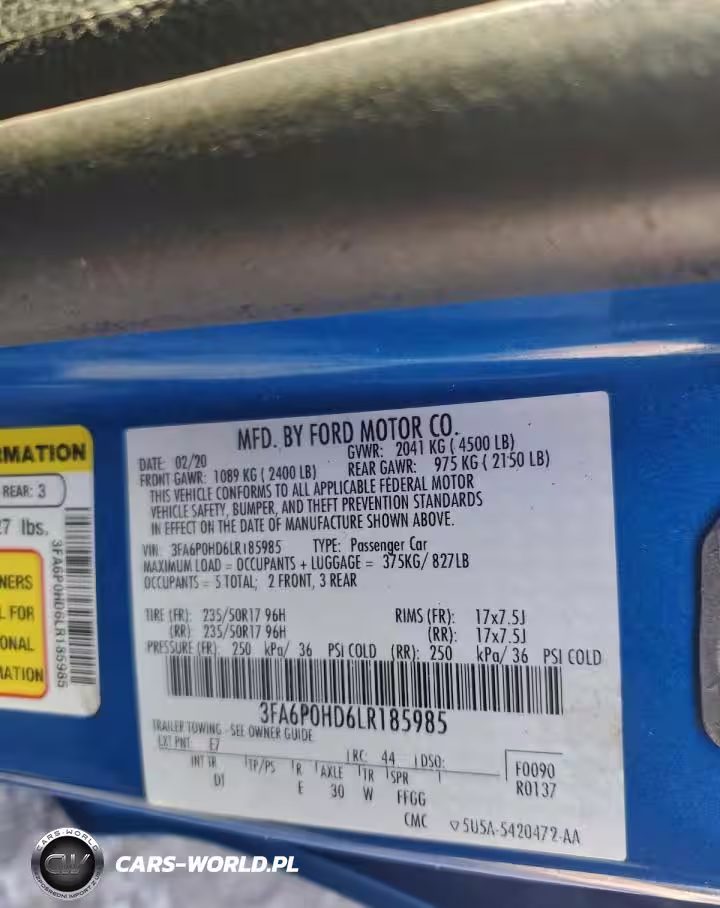 RMATION
REAR: 3
27 lbs.
NERS
L FOR
ONAL
MATION
3FA6P0HD6LR185985
MFD. BY FORD MOTOR CO.
DATE: 02/20 GVWR: 2041 KG ( 4500 LB)
FRONT GAWR: 1089 KG ( 2400 LB) REAR GAWR: 975 KG ( 2150 LB)
THIS VEHICLE CONFORMS TO ALL APPLICABLE FEDERAL MOTOR
VEHICLE SAFETY, BUMPER, AND THEFT PREVENTION STANDARDS
IN EFFECT ON THE DATE OF MANUFACTURE SHOWN ABOVE.
VIN: 3FA6P0HD6LR185985 TYPE: Passenger Car
MAXIMUM LOAD = OCCUPANTS + LUGGAGE = 375KG/ 827LB
OCCUPANTS = 5 TOTAL; 2 FRONT, 3 REAR
TIRE (FR): 235/50R17 96H RIMS (FR): 17x7.5J
(RR): 235/50R17 96H (RR): 17x7.5J
PRESSURE (FR): 250 kPa/ 36 PSI COLD (RR): 250 kPa/ 36 PSI COLD
3FA6P0HD6LR185985
TRAILER TOWING - SEE OWNER GUIDE
EXT PNT: E7 RC: 44 DSO: F0090
INT TR TP/PS R AXLE TR SPR R0137
DI E 30 W FFGG
CMC ▽5U5A-5420472-AA
CW
CARS-WORLD.PL